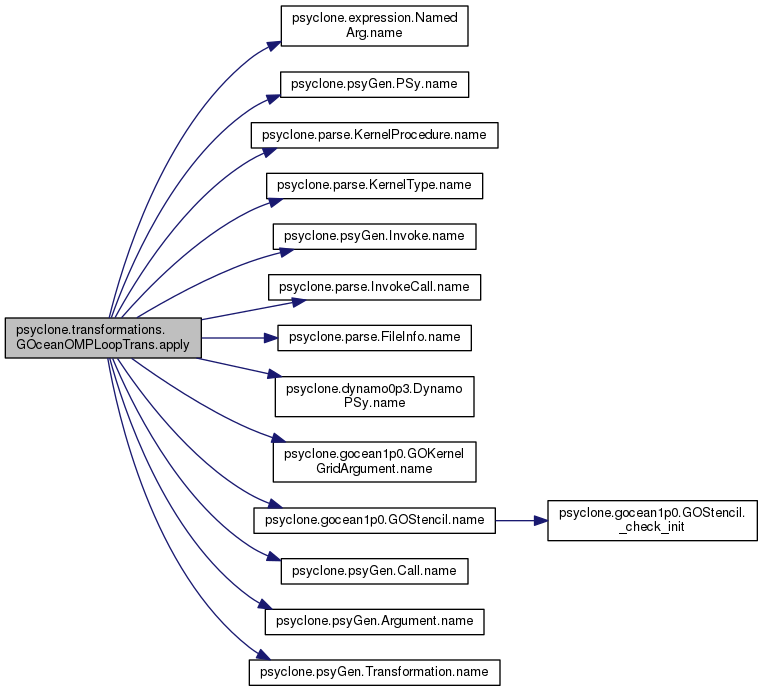 psyclone.expression.Named
Arg.name
psyclone.psyGen.PSy.name
psyclone.parse.KernelProcedure.name
psyclone.parse.KernelType.name
psyclone.psyGen.Invoke.name
psyclone.parse.InvokeCall.name
psyclone.transformations.
GOceanOMPLoopTrans.apply
psyclone.parse.FileInfo.name
psyclone.dynamo0p3.Dynamo
PSy.name
psyclone.gocean1p0.GOKernel
GridArgument.name
psyclone.gocean1p0.GOStencil.name
psyclone.gocean1p0.GOStencil.
_check_init
psyclone.psyGen.Call.name
psyclone.psyGen.Argument.name
psyclone.psyGen.Transformation.name